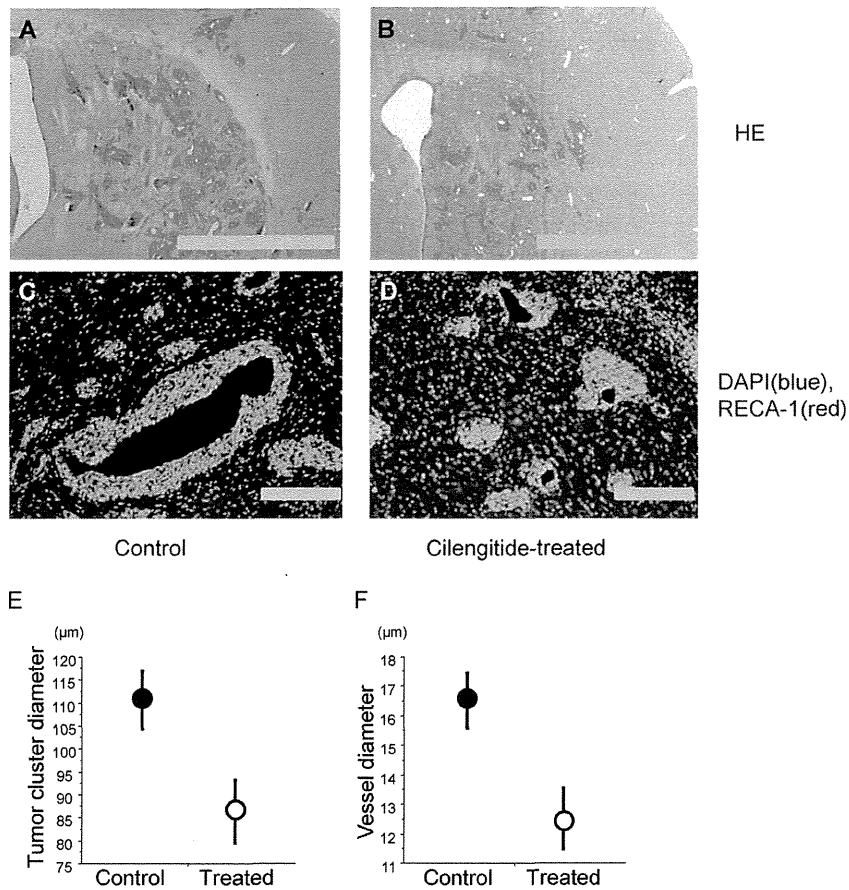 A
B
HE
C
D
DAPI(blue),
RECA-1(red)
Control
Cilengitide-treated
E
F
(μm)
Tumor cluster diameter
120
115
110
105
100
95
90
85
80
75
Control
Treated
(μm)
Vessel diameter
18
17
16
15
14
13
12
11
Control
Treated